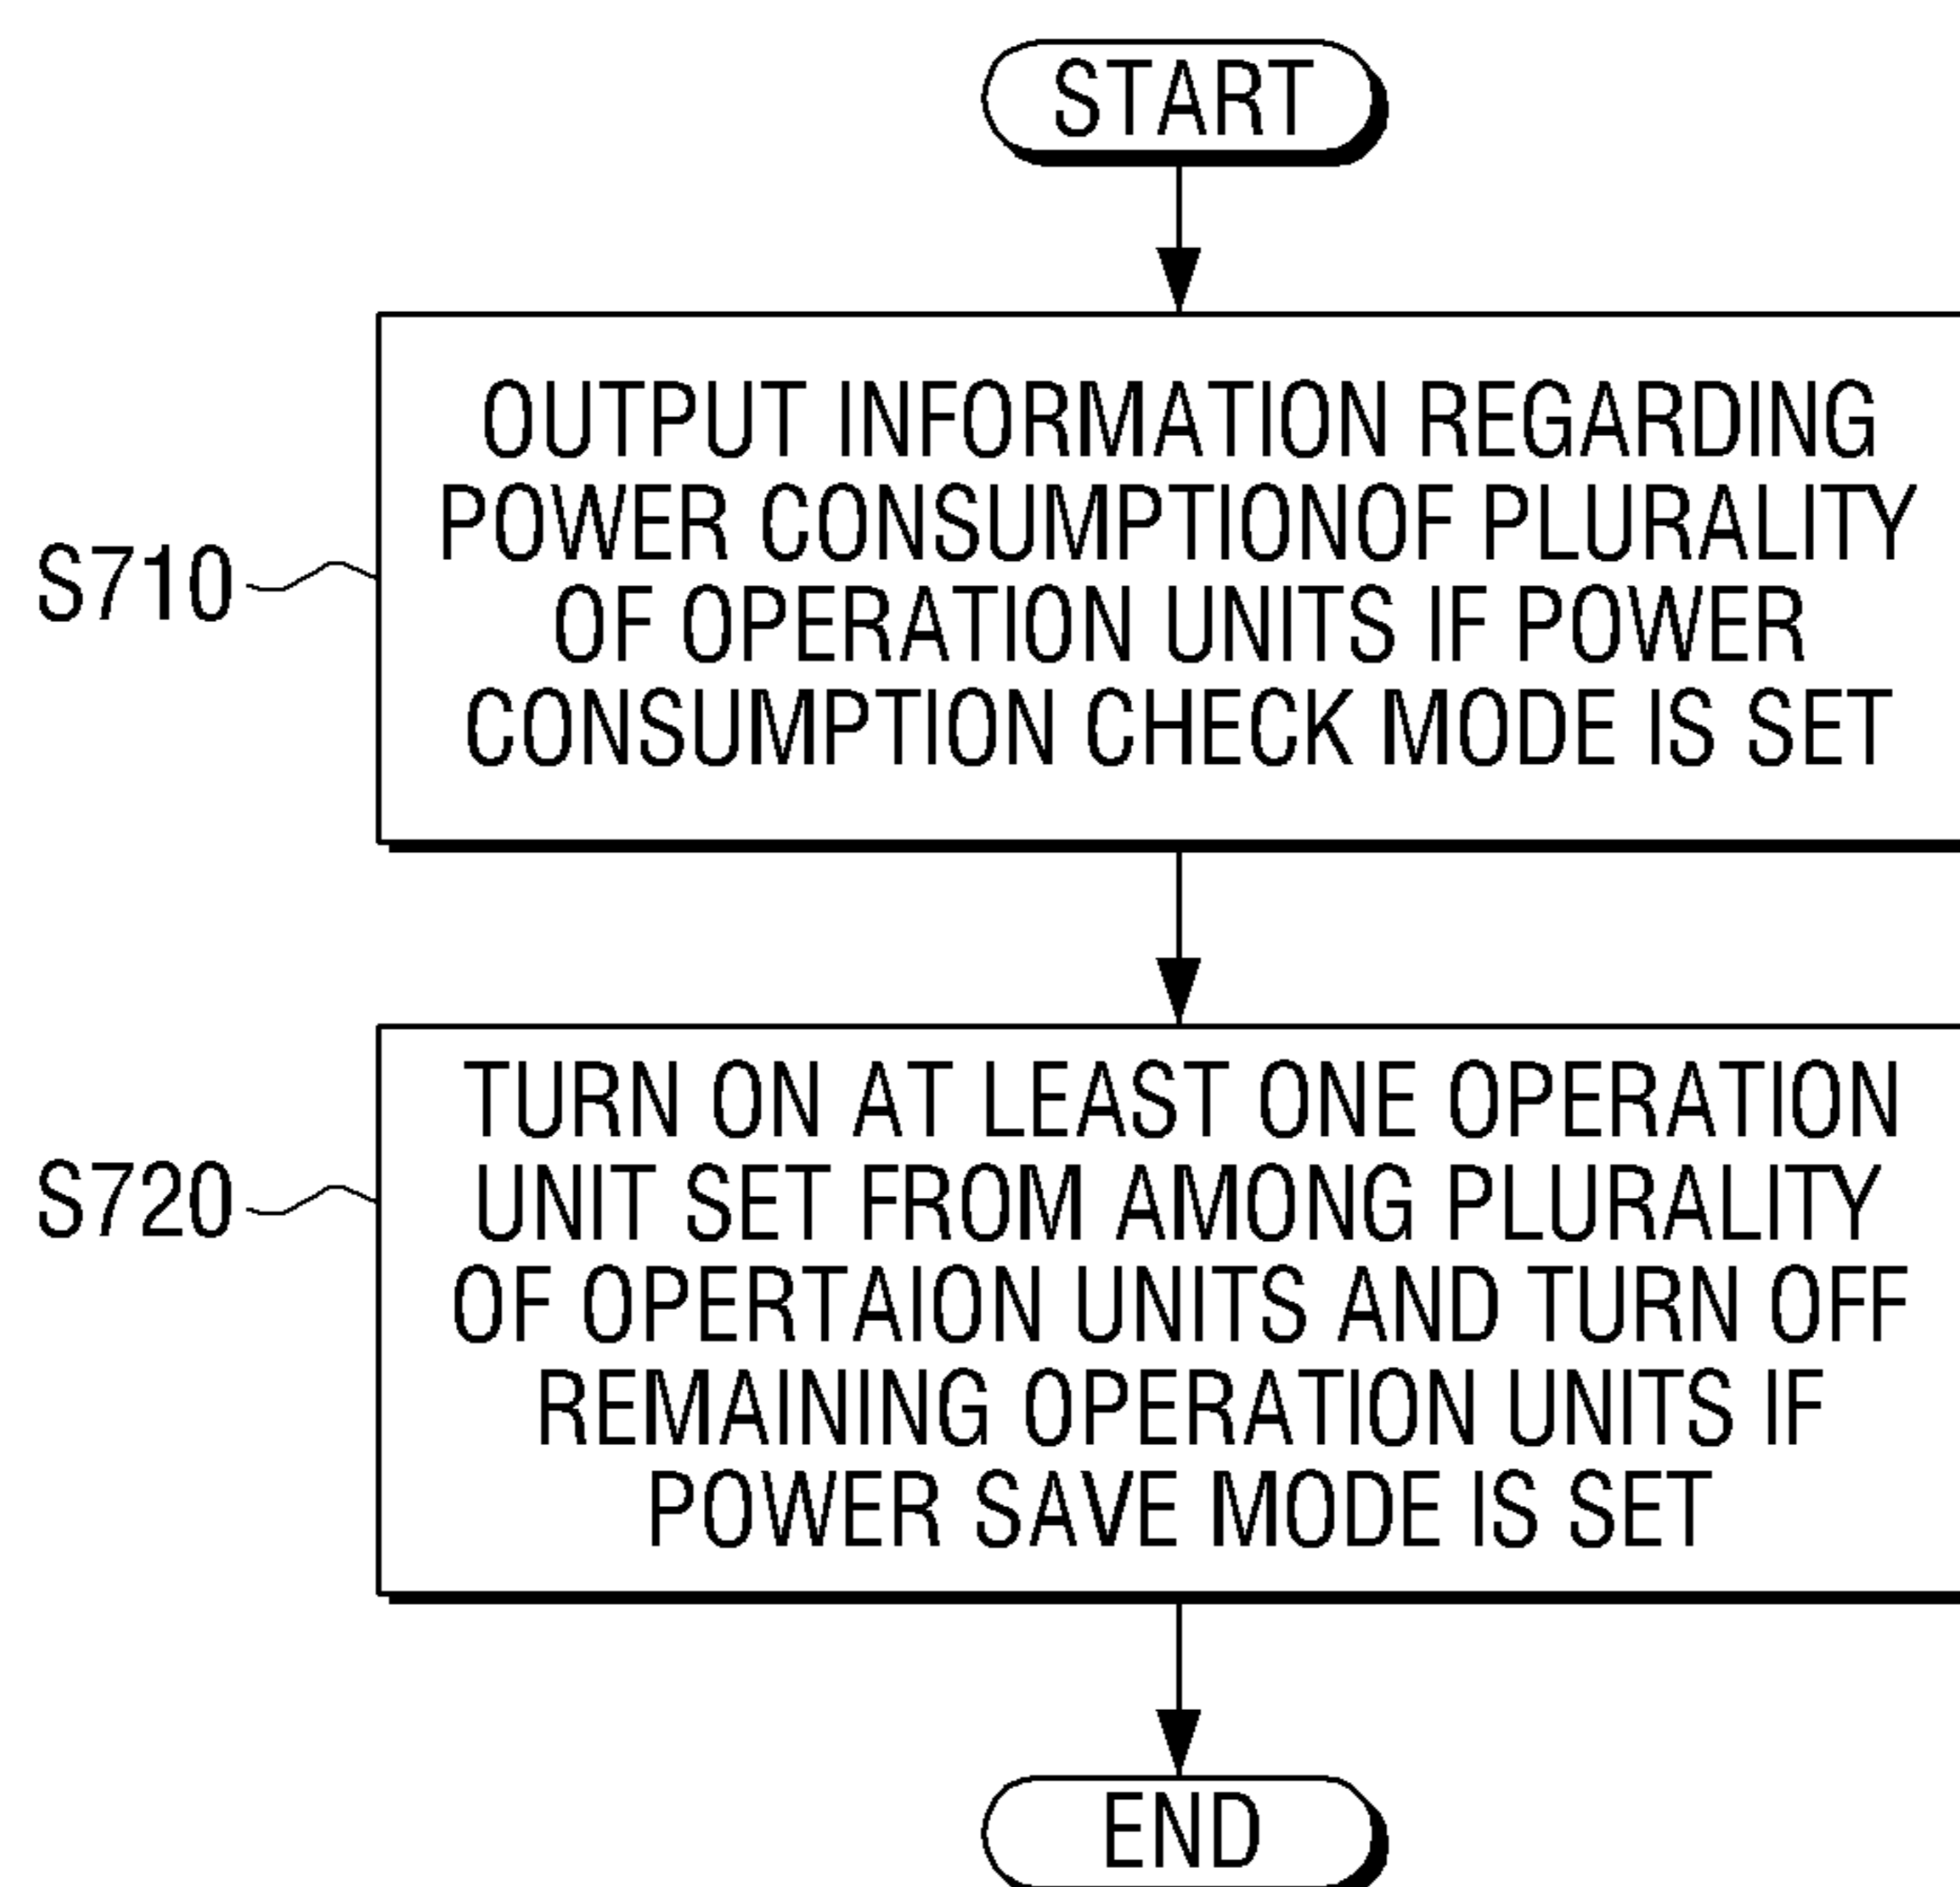 START
OUTPUT INFORMATION REGARDING
POWER CONSUMPTIONOF PLURALITY
OF OPERATION UNITS IF POWER
CONSUMPTION CHECK MODE IS SET
S710
TURN ON AT LEAST ONE OPERATION
UNIT SET FROM AMONG PLURALITY
OF OPERTAION UNITS AND TURN OFF
REMAINING OPERATION UNITS IF
POWER SAVE MODE IS SET
S720
END